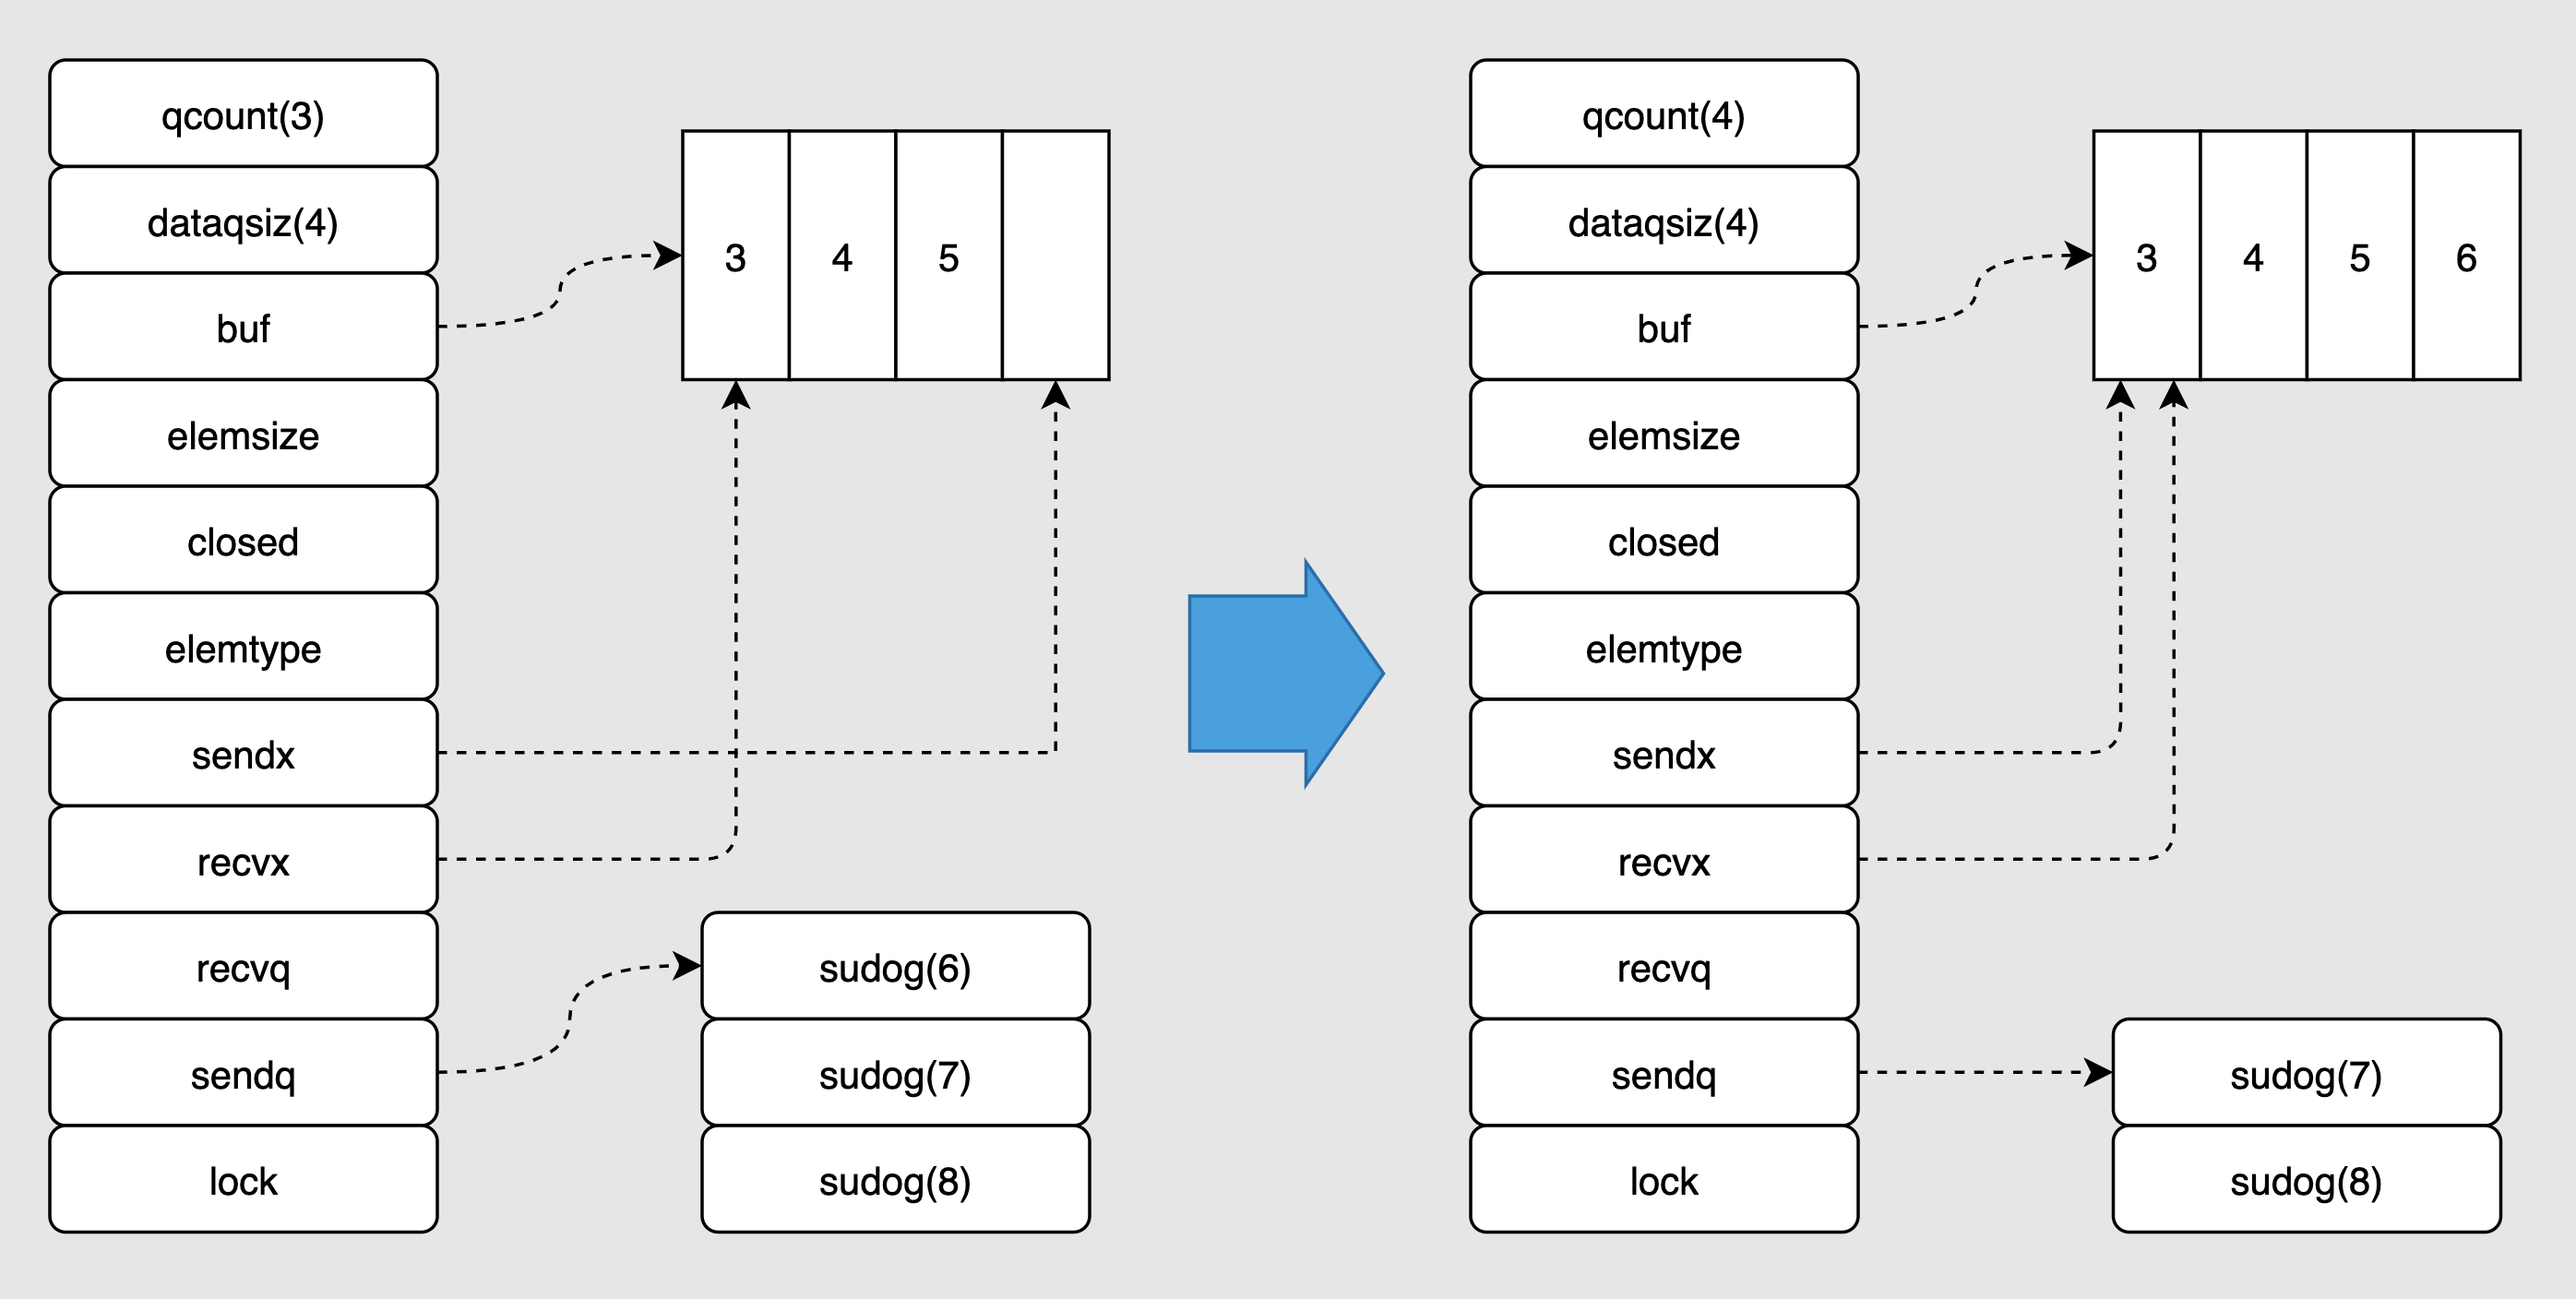 qcount(3)
dataqsiz(4)
buf
elemsize
closed
elemtype
sendx
recvx
recvq
sendq
lock
3 4 5
sudog(6)
sudog(7)
sudog(8)
qcount(4)
dataqsiz(4)
buf
elemsize
closed
elemtype
sendx
recvx
recvq
sendq
lock
3 4 5 6
sudog(7)
sudog(8)